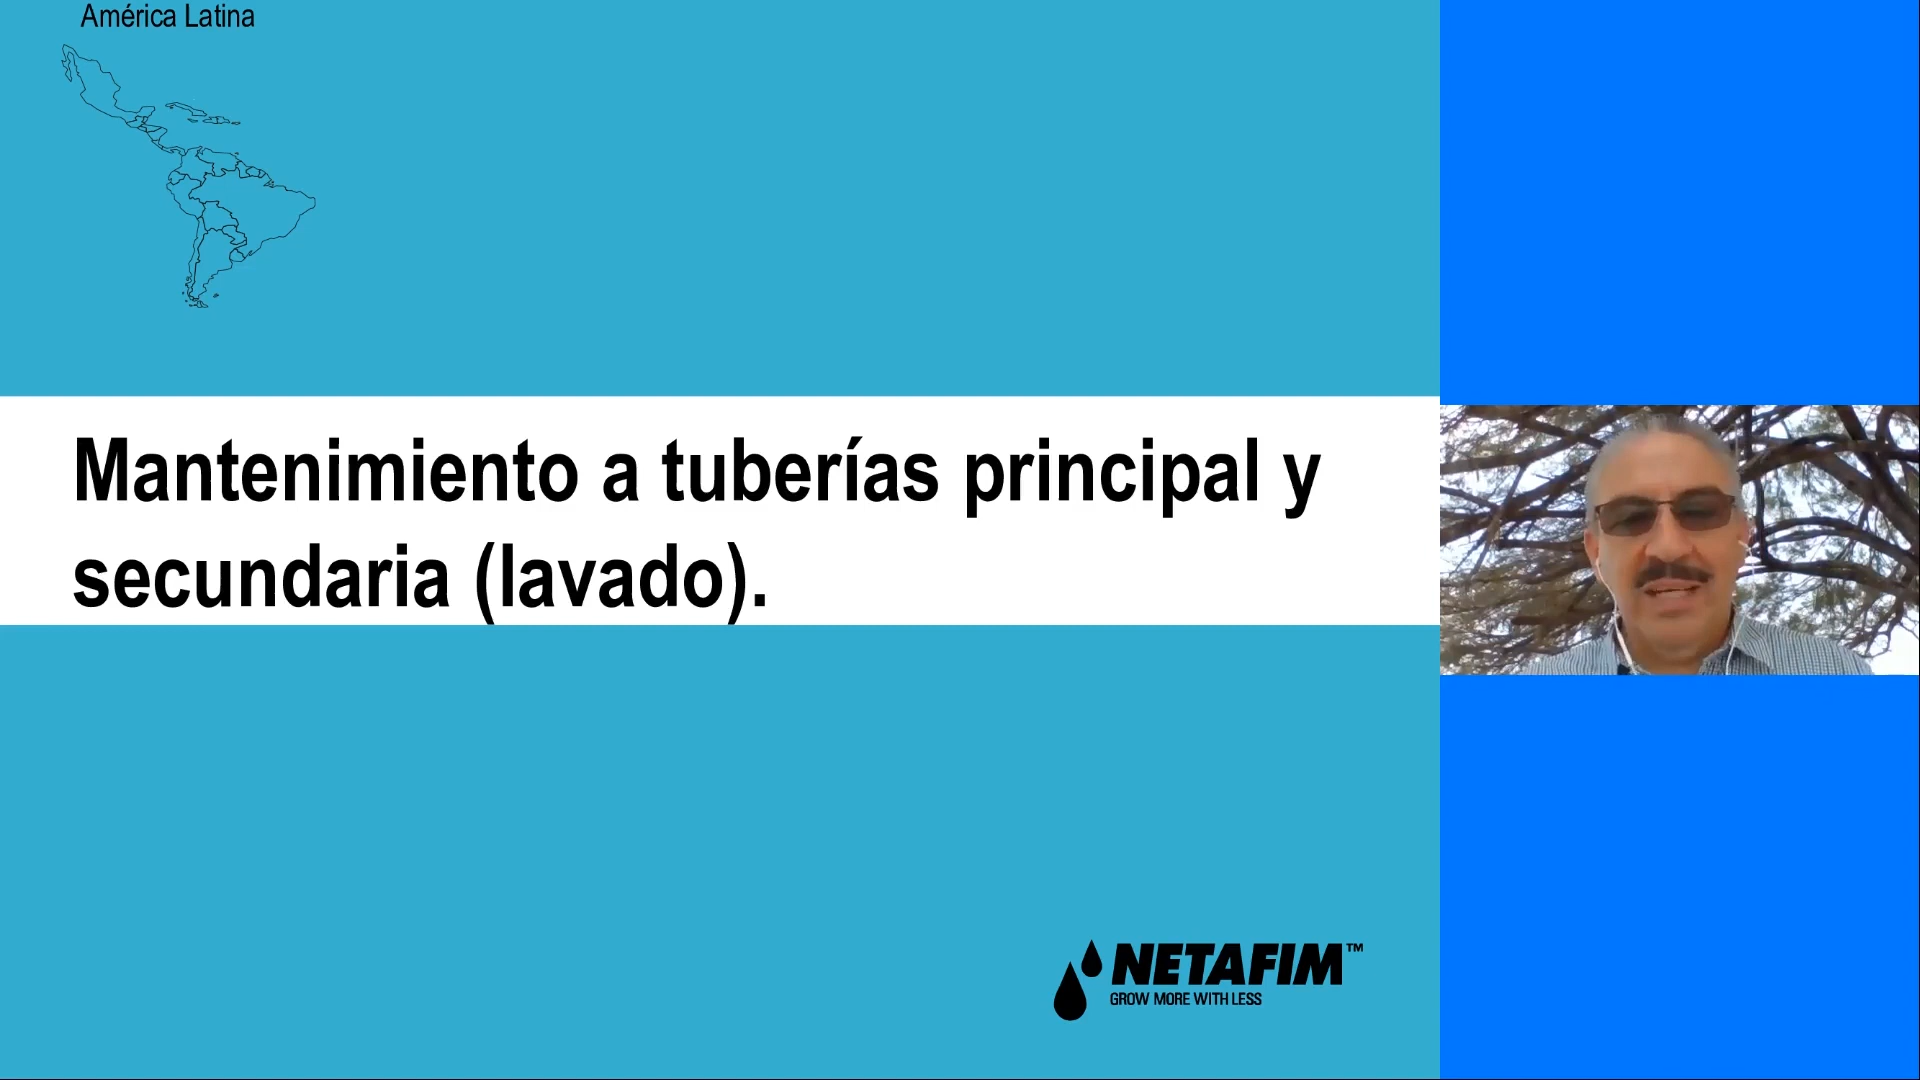 América Latina
Mantenimiento a tuberías principal y
secundaria (lavado).
NETAFIM™
GROW MORE WITH LESS